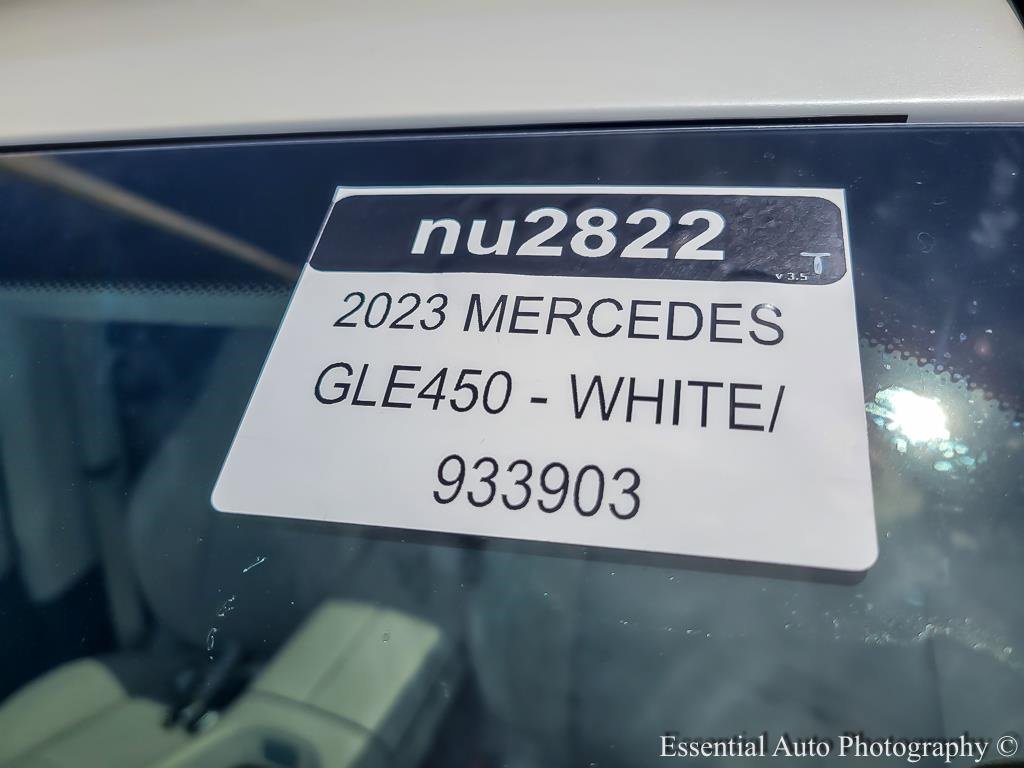 nu2822
v 3.5
2023 MERCEDES
GLE450 - WHITE/
933903
Essential Auto Photography ©